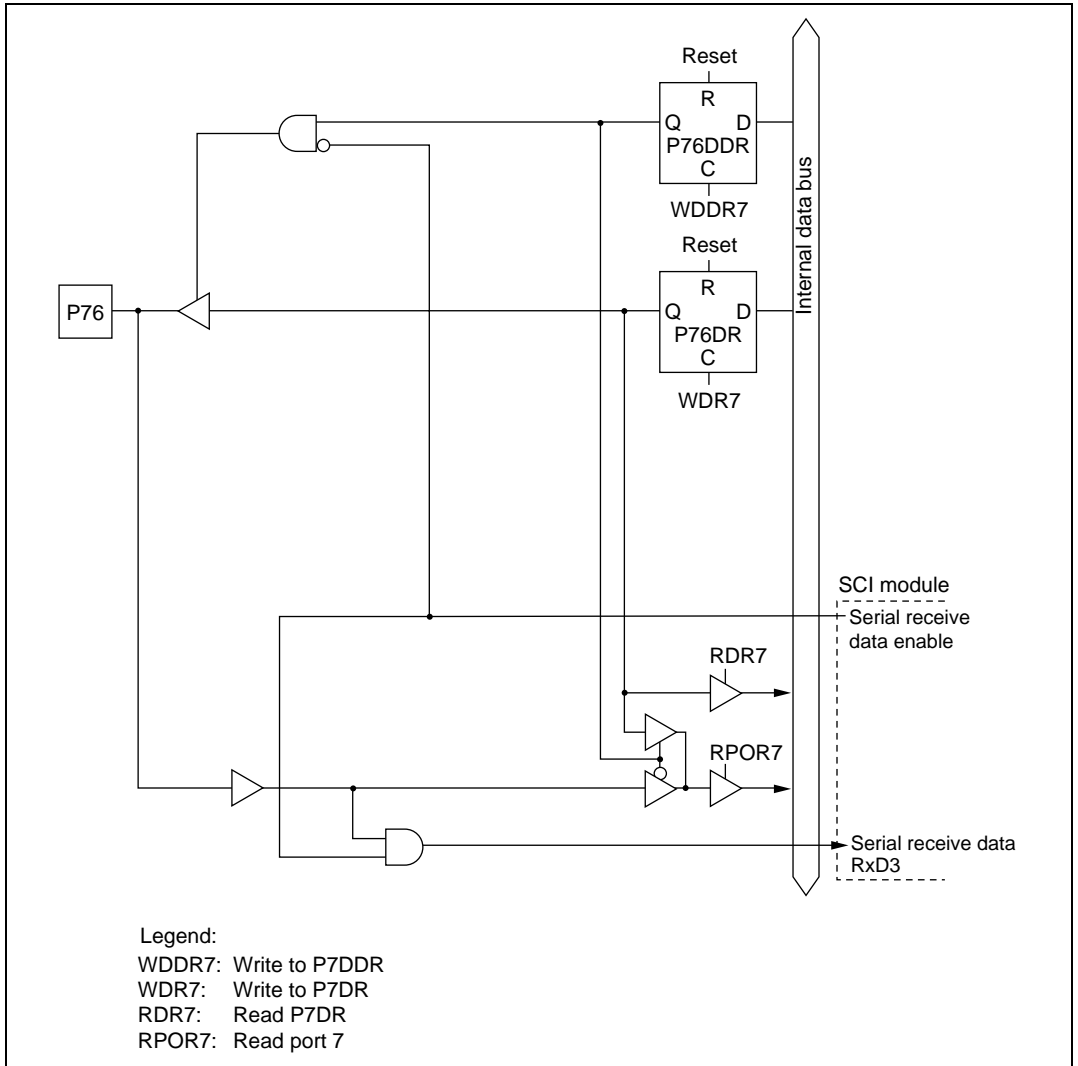 Reset
R
Q D
P76DDR
C
WDDR7
Reset
R
Q D
P76DR
C
WDR7
P76
Internal data bus
SCI module
Serial receive
data enable
RDR7
RPOR7
Serial receive data
RxD3
Legend:
WDDR7: Write to P7DDR
WDR7: Write to P7DR
RDR7: Read P7DR
RPOR7: Read port 7